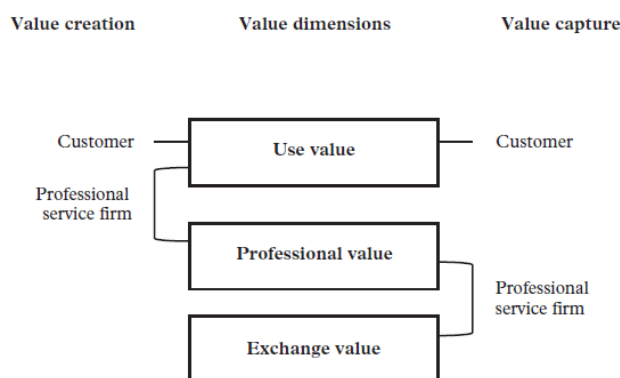 Value creation Value dimensions Value capture
Customer Use value Customer
Professional
service firm
Professional value
Professional
service firm
Exchange value